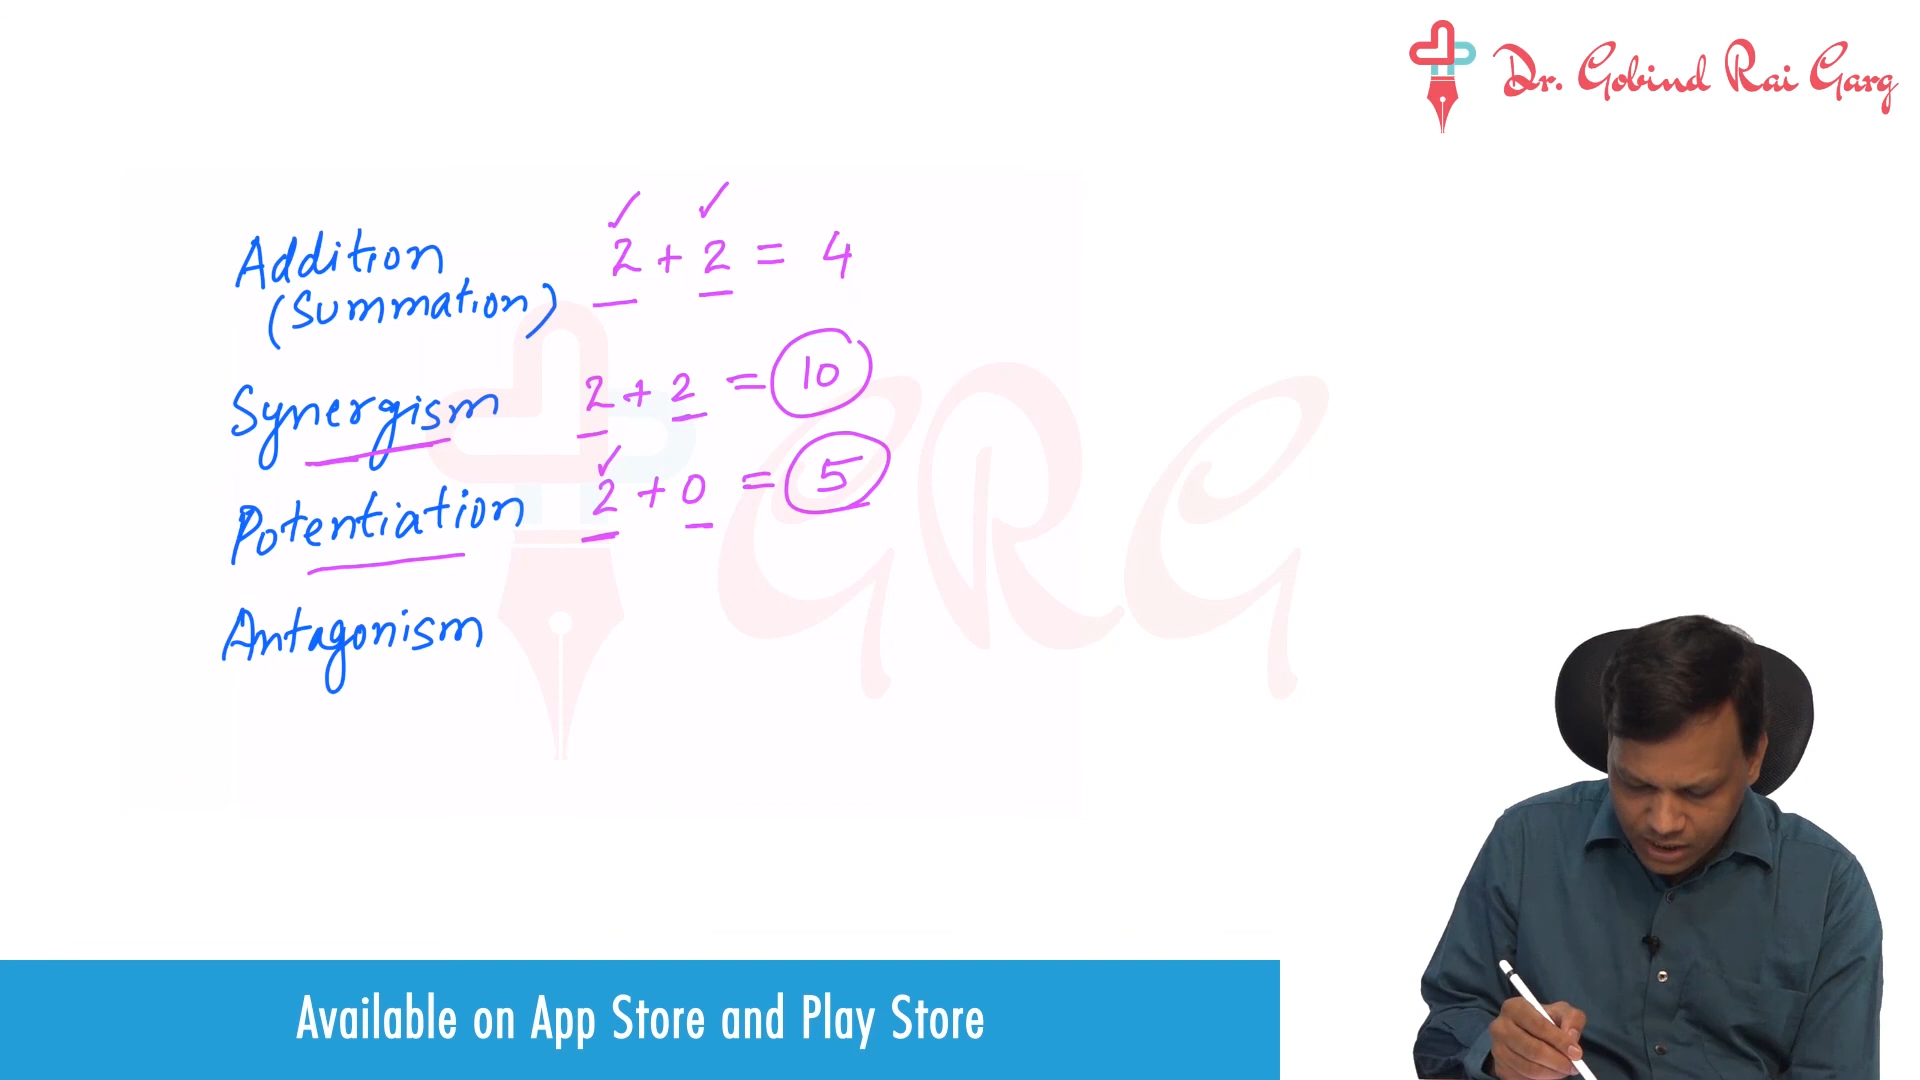 Dr. Gobind Rai Garg
Addition 2 + 2 = 4
(Summation)
Synergism 2 + 2 = 10
Potentiation 2 + 0 = 5
Antagonism
GRG
Available on App Store and Play Store